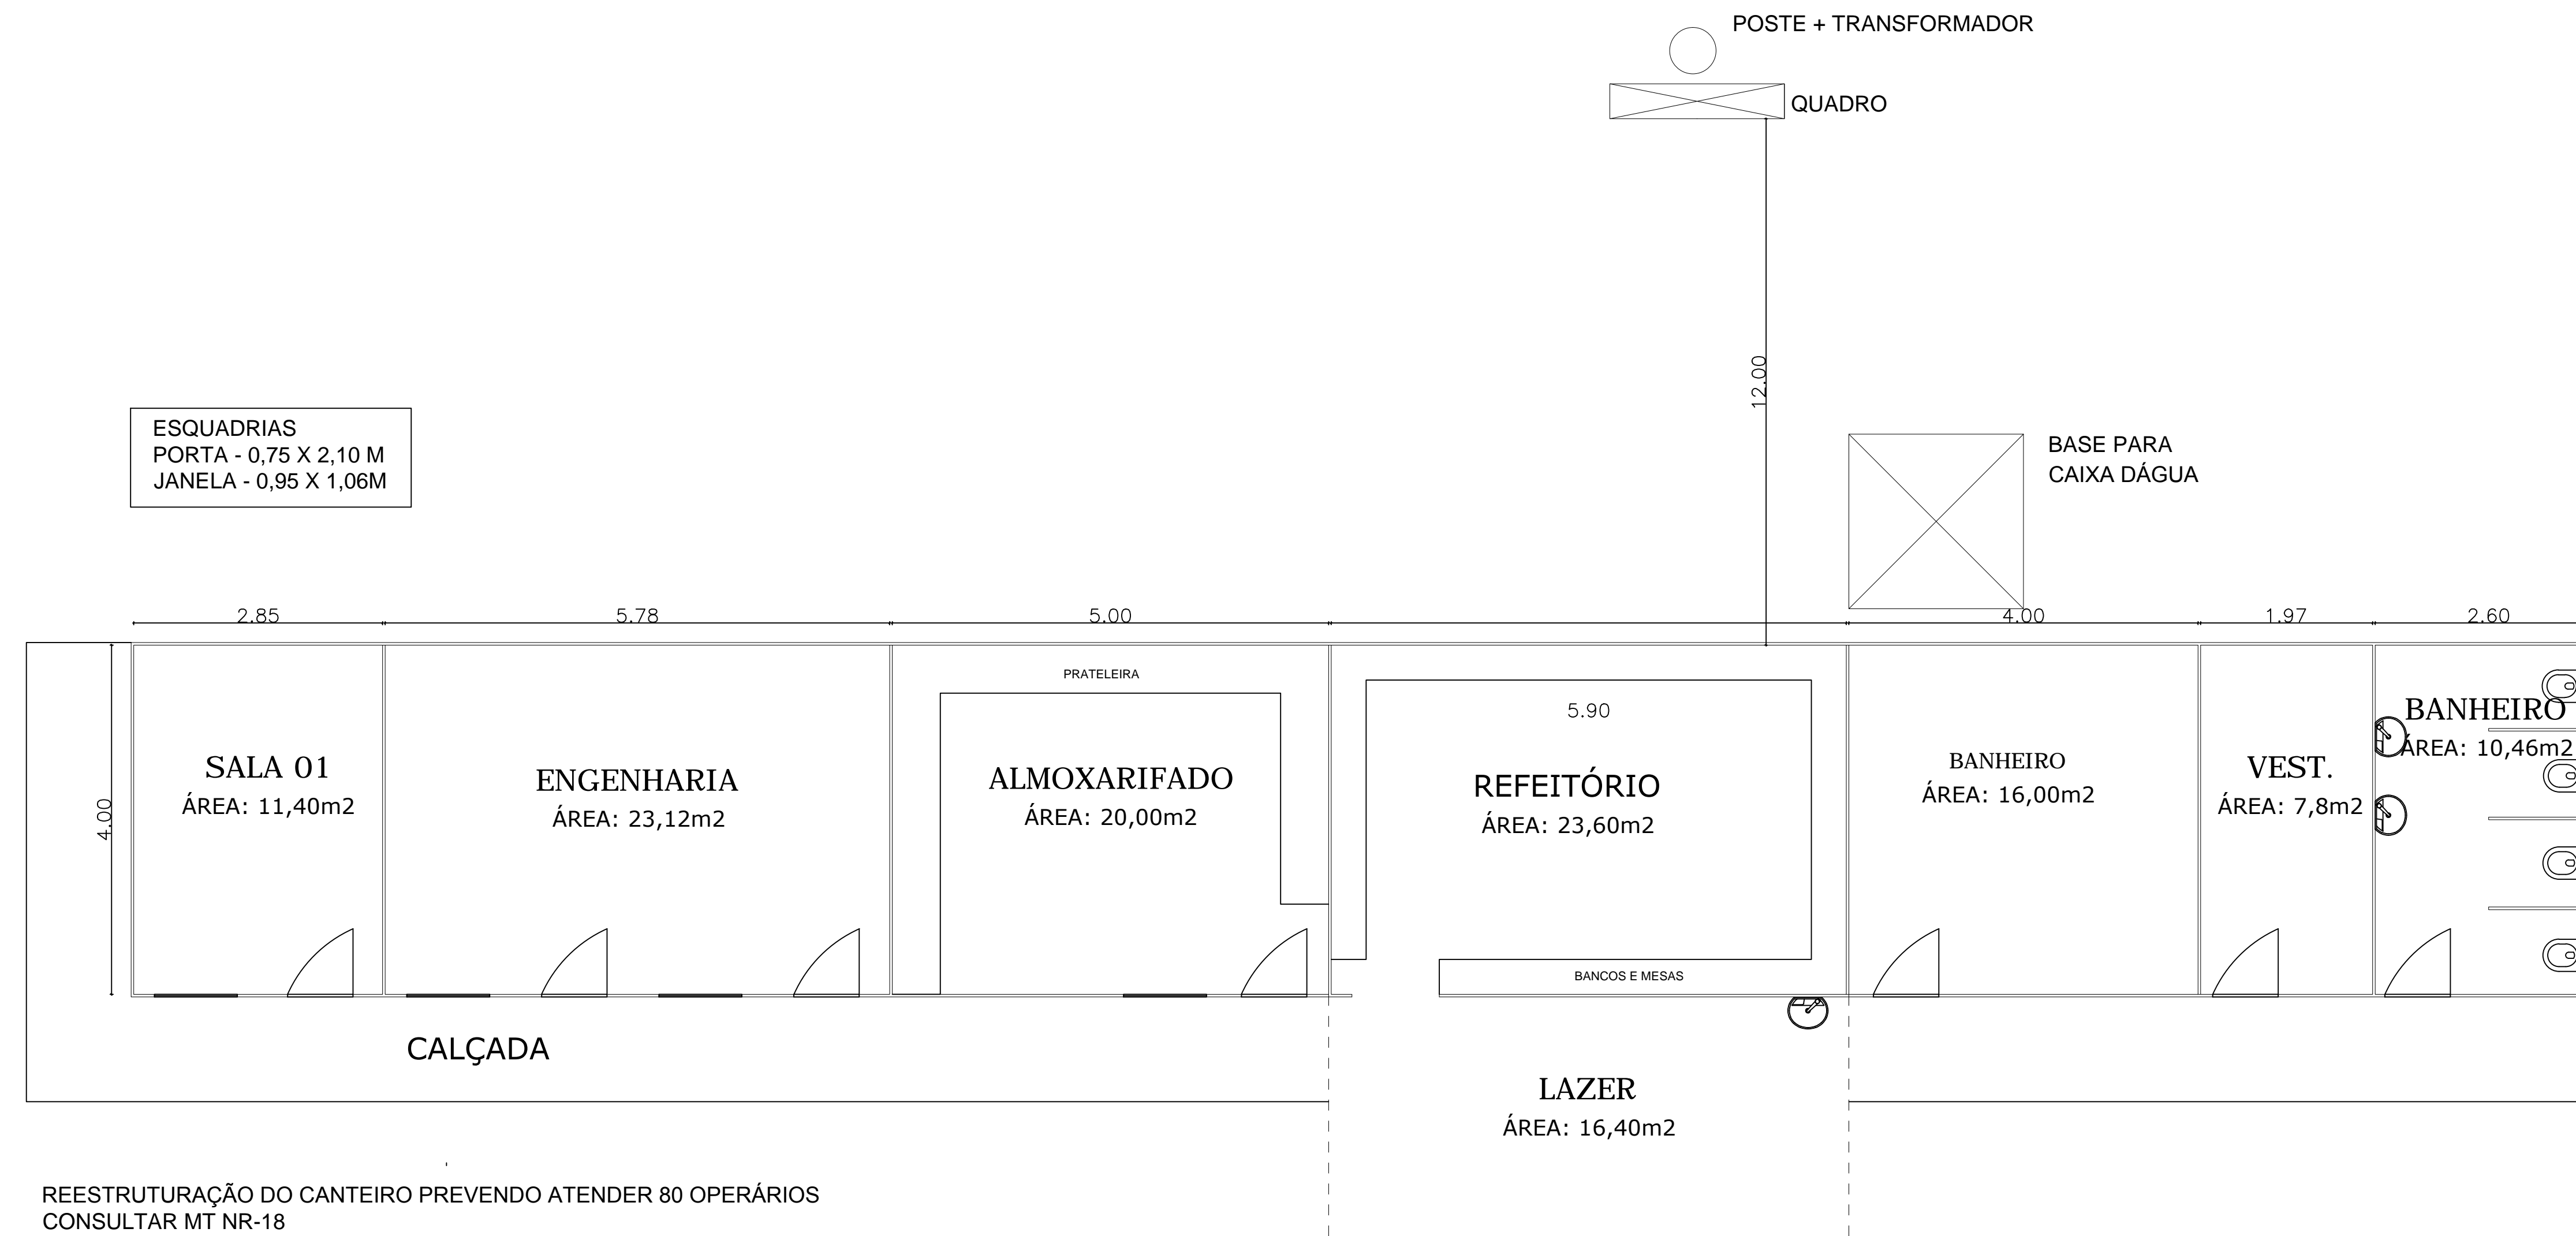 POSTE + TRANSFORMADOR
QUADRO
12.00
ESQUADRIAS
PORTA - 0,75 X 2,10 M
JANELA - 0,95 X 1,06M
BASE PARA
CAIXA DÁGUA
2.85
5.78
5.00
4.00
1.97
2.60
4.00
PRATELEIRA
5.90
SALA 01
ÁREA: 11,40m2
ENGENHARIA
ÁREA: 23,12m2
ALMOXARIFADO
ÁREA: 20,00m2
REFEITÓRIO
ÁREA: 23,60m2
BANHEIRO
ÁREA: 16,00m2
VEST.
ÁREA: 7,8m2
BANHEIRO
ÁREA: 10,46m2
BANCOS E MESAS
CALÇADA
LAZER
ÁREA: 16,40m2
REESTRUTURAÇÃO DO CANTEIRO PREVENDO ATENDER 80 OPERÁRIOS
CONSULTAR MT NR-18